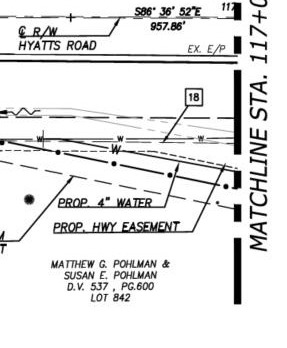 S86° 36' 52"E
117
957.86'
℄ R/W
HYATTS ROAD
EX. E/P
MATCHLINE STA. 117+0
18
W
W
W
W
PROP. 4" WATER
PROP. HWY EASEMENT
MATTHEW G. POHLMAN &
SUSAN E. POHLMAN
D.V. 537 , PG.600
LOT 842